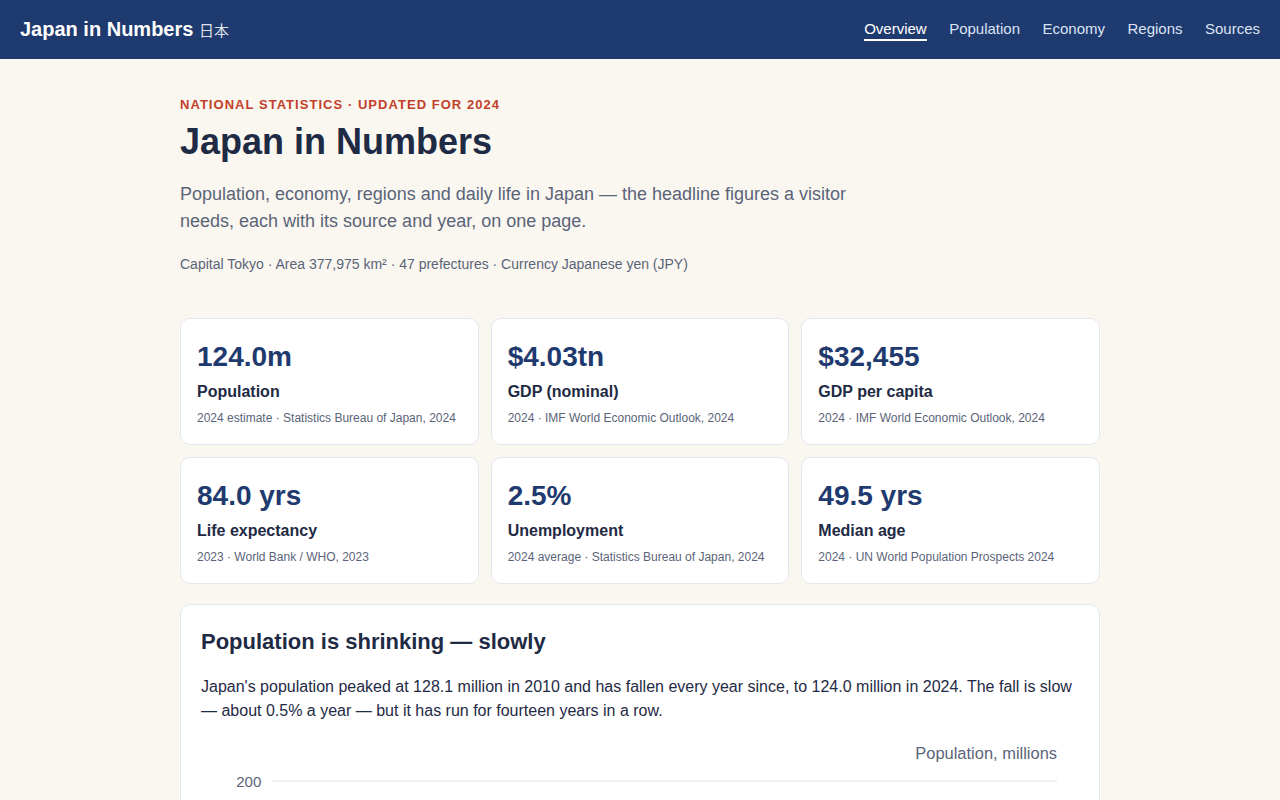 Japan in Numbers 日本
Overview Population Economy Regions Sources
NATIONAL STATISTICS · UPDATED FOR 2024
Japan in Numbers
Population, economy, regions and daily life in Japan — the headline figures a visitor
needs, each with its source and year, on one page.
Capital Tokyo · Area 377,975 km² · 47 prefectures · Currency Japanese yen (JPY)
124.0m
Population
2024 estimate · Statistics Bureau of Japan, 2024
$4.03tn
GDP (nominal)
2024 · IMF World Economic Outlook, 2024
$32,455
GDP per capita
2024 · IMF World Economic Outlook, 2024
84.0 yrs
Life expectancy
2023 · World Bank / WHO, 2023
2.5%
Unemployment
2024 average · Statistics Bureau of Japan, 2024
49.5 yrs
Median age
2024 · UN World Population Prospects 2024
Population is shrinking — slowly
Japan's population peaked at 128.1 million in 2010 and has fallen every year since, to 124.0 million in 2024. The fall is slow
— about 0.5% a year — but it has run for fourteen years in a row.
Population, millions
200